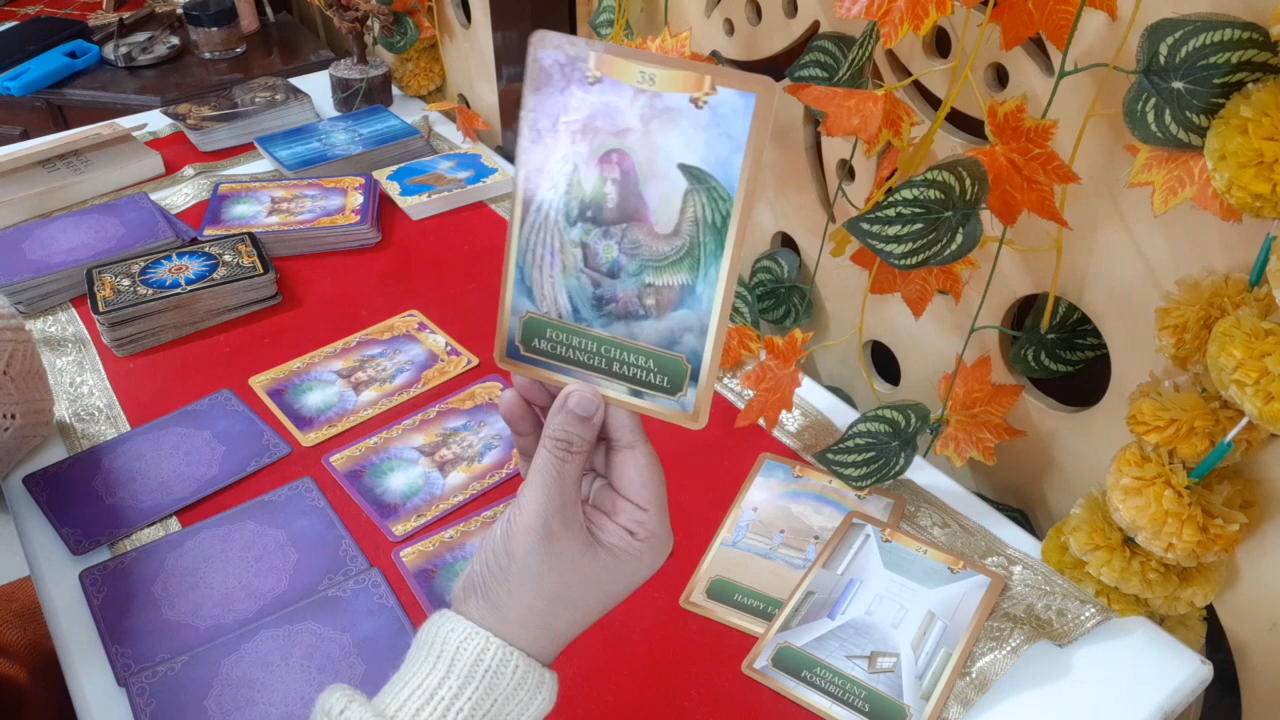 38
FOURTH CHAKRA,
ARCHANGEL RAPHAEL
HAPPY
24
ADJACENT
POSSIBILITIES